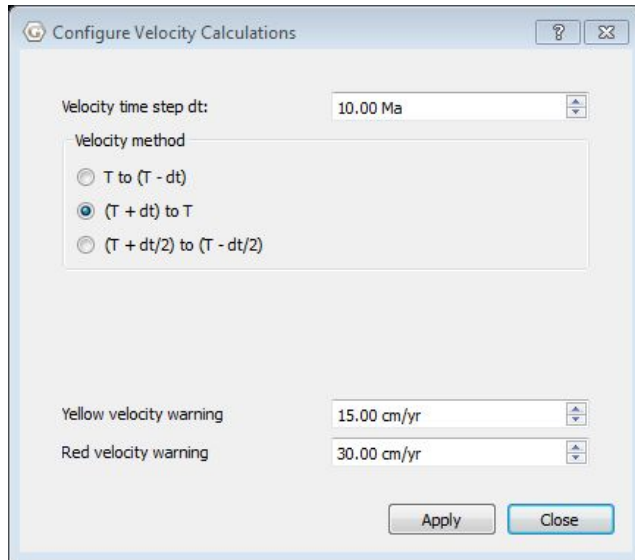 G Configure Velocity Calculations ?
Velocity time step dt: 10.00 Ma
Velocity method
T to (T - dt)
(T + dt) to T
(T + dt/2) to (T - dt/2)
Yellow velocity warning 15.00 cm/yr
Red velocity warning 30.00 cm/yr
Apply Close